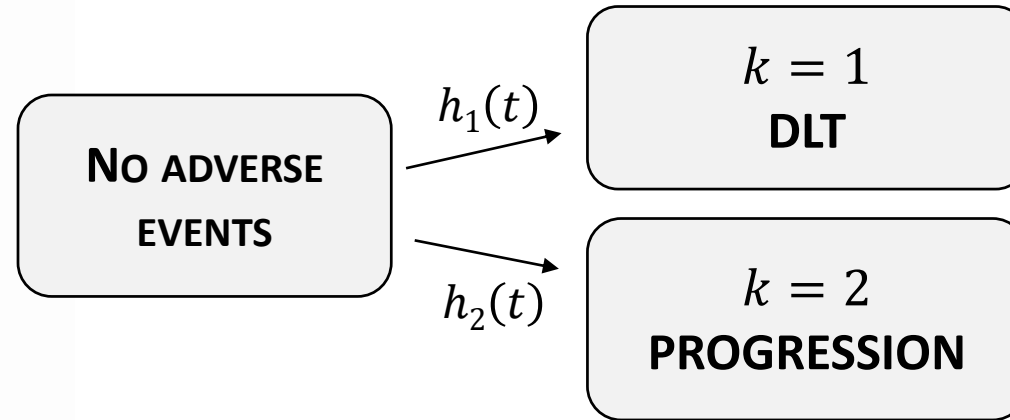 NO ADVERSE
EVENTS
h₁(t)
h₂(t)
k = 1
DLT
k = 2
PROGRESSION